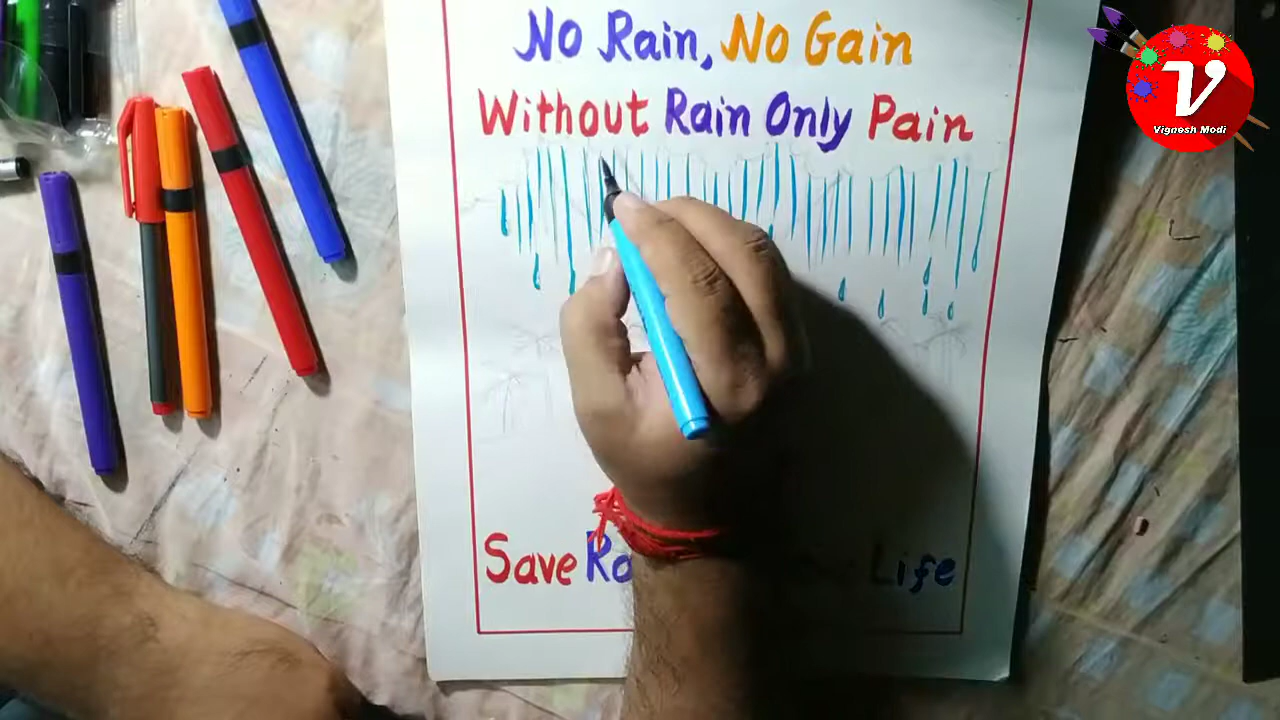 No Rain, No Gain
Without Rain Only Pain
Save Life
V
Vignesh Modi